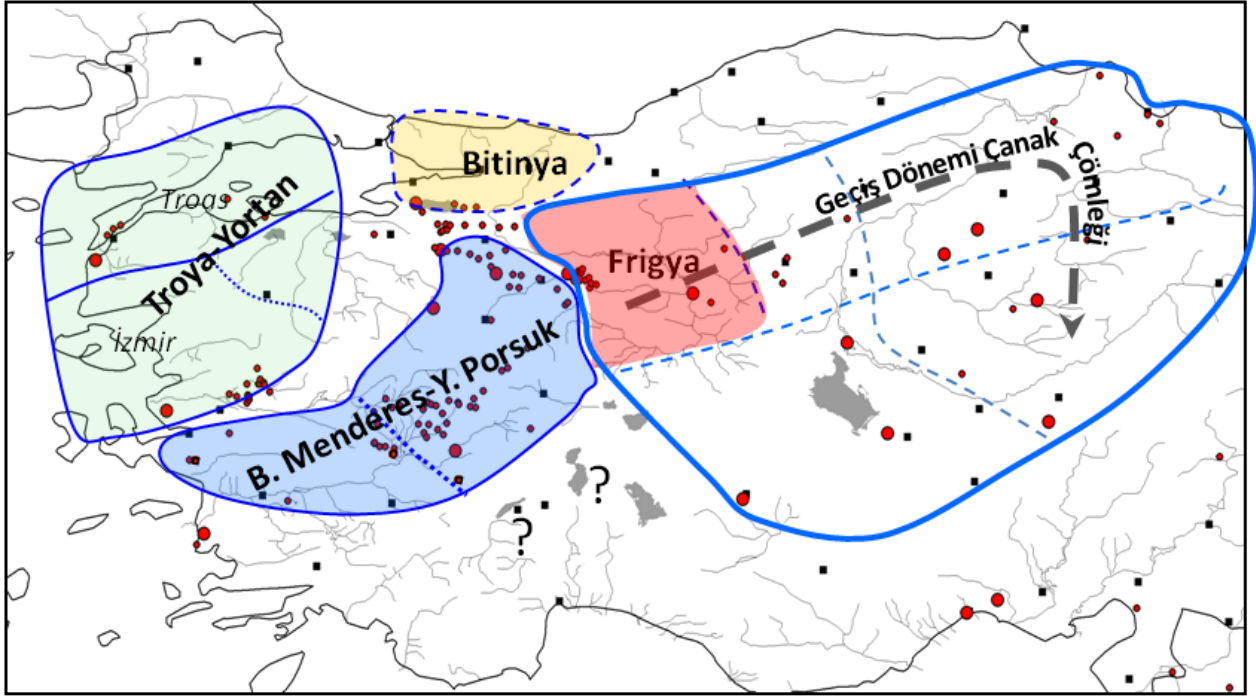 Bitinya
Troas
Troya-Yortan
İzmir
Frigya
Geçiş Dönemi Çanak
Çömleği
B. Menderes-Y. Porsuk
?
?